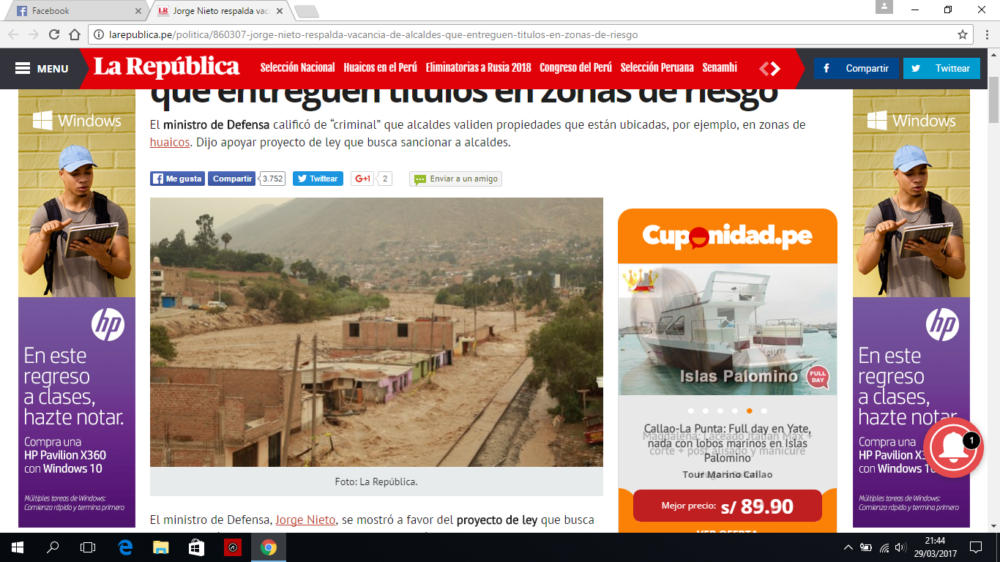 Facebook
Jorge Nieto respalda vac
larepublica.pe/politica/860307-jorge-nieto-respalda-vacancia-de-alcaldes-que-entreguen-titulos-en-zonas-de-riesgo
MENU
LR
La República
Selección Nacional Huaicos en el Perú Eliminatorias a Rusia 2018 Congreso del Perú Selección Peruana Senamhi
Compartir
Twittear
que entreguen títulos en zonas de riesgo
El ministro de Defensa calificó de “criminal” que alcaldes validen propiedades que están ubicadas, por ejemplo, en zonas de
huaicos. Dijo apoyar proyecto de ley que busca sancionar a alcaldes.
Me gusta Compartir 3.752 Twittear G+1 2 Enviar a un amigo
Foto: La República.
El ministro de Defensa, Jorge Nieto, se mostró a favor del proyecto de ley que busca
Windows
hp
En este
regreso
a clases,
hazte notar.
Compra una
HP Pavilion X360
con Windows 10
Múltiples tareas de Windows:
Comienza rápido y termina primero
Cuponidad.pe
Islas Palomino
FULL
DAY
Callao-La Punta: Full day en Yate,
nada con lobos marinos en Islas
Palomino
Magdalena: Laceado Italian Max +
corte + post alisado y manicure
Tour Marino Callao
Mejor precio: s/ 89.90
VER OFERTA
Windows
hp
En este
regreso
a clases,
hazte notar
Compra una
HP Pavilion X3
con Windows 10
Múltiples tareas de Windows:
Comienza rápido y termina primero
1
21:44
29/03/2017